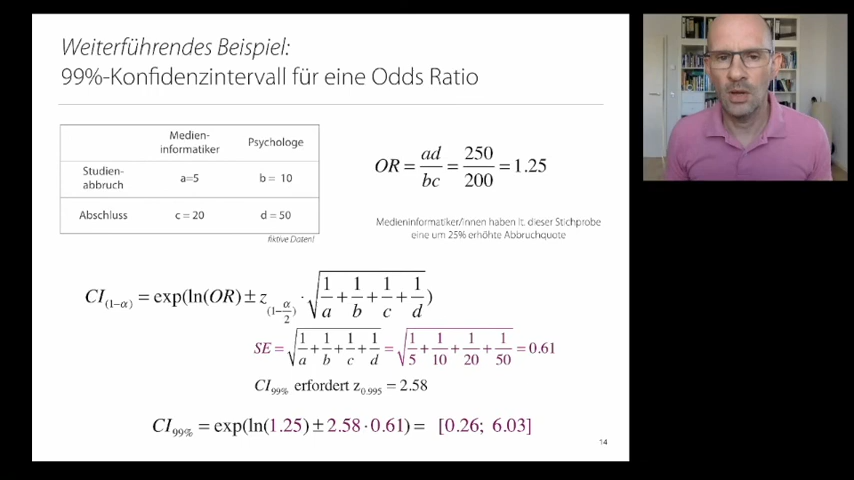 Weiterführendes Beispiel:
99%-Konfidenzintervall für eine Odds Ratio
Medien-
informatiker
Psychologe
Studien-
abbruch
a=5
b = 10
Abschluss
c = 20
d = 50
fiktive Daten!
OR = ad/bc = 250/200 = 1.25
Medieninformatiker/innen haben lt. dieser Stichprobe
eine um 25% erhöhte Abbruchquote
CI(1−α) = exp(ln(OR) ± z(1−α/2) · √(1/a + 1/b + 1/c + 1/d))
SE = √(1/a + 1/b + 1/c + 1/d) = √(1/5 + 1/10 + 1/20 + 1/50) = 0.61
CI99% erfordert z0.995 = 2.58
CI99% = exp(ln(1.25) ± 2.58 · 0.61) = [0.26; 6.03]
14